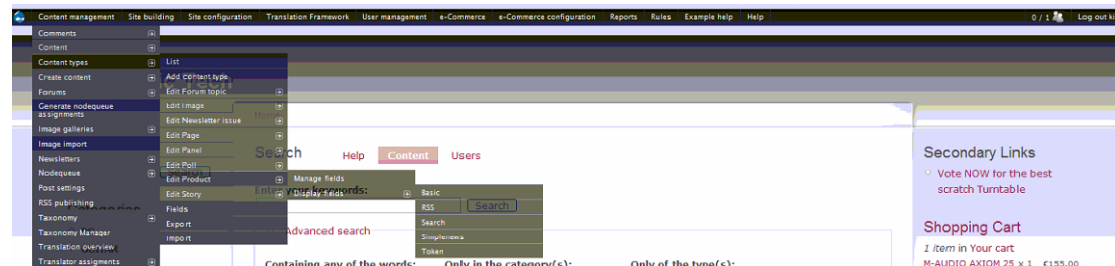 Content management Site building Site configuration Translation Framework User management e-Commerce e-Commerce configuration Reports Rules Example help Help 0 / 1 Log out
Comments
Content
Content types
Create content
Forums
Generate nodequeue
assignments
Image galleries
Image import
Newsletters
Nodequeue
Post settings
RSS publishing
Taxonomy
Taxonomy Manager
Translation overview
Translator assigments
List
Add content type
Edit Forum topic
Edit Image
Edit Newsletter issue
Edit Page
Edit Panel
Edit Poll
Edit Product
Edit Story
Fields
Export
Import
Manage fields
Display fields
Basic
RSS
Search
Simplenews
Token
Tech
Home
Search Help Content Users
Search
Enter your keywords:
Search
Categories
Advanced search
Containing any of the words: Only in the category(s): Only of the type(s):
Secondary Links
Vote NOW for the best
scratch Turntable
Shopping Cart
1 item in Your cart
M-AUDIO AXIOM 25 x 1 £155.00